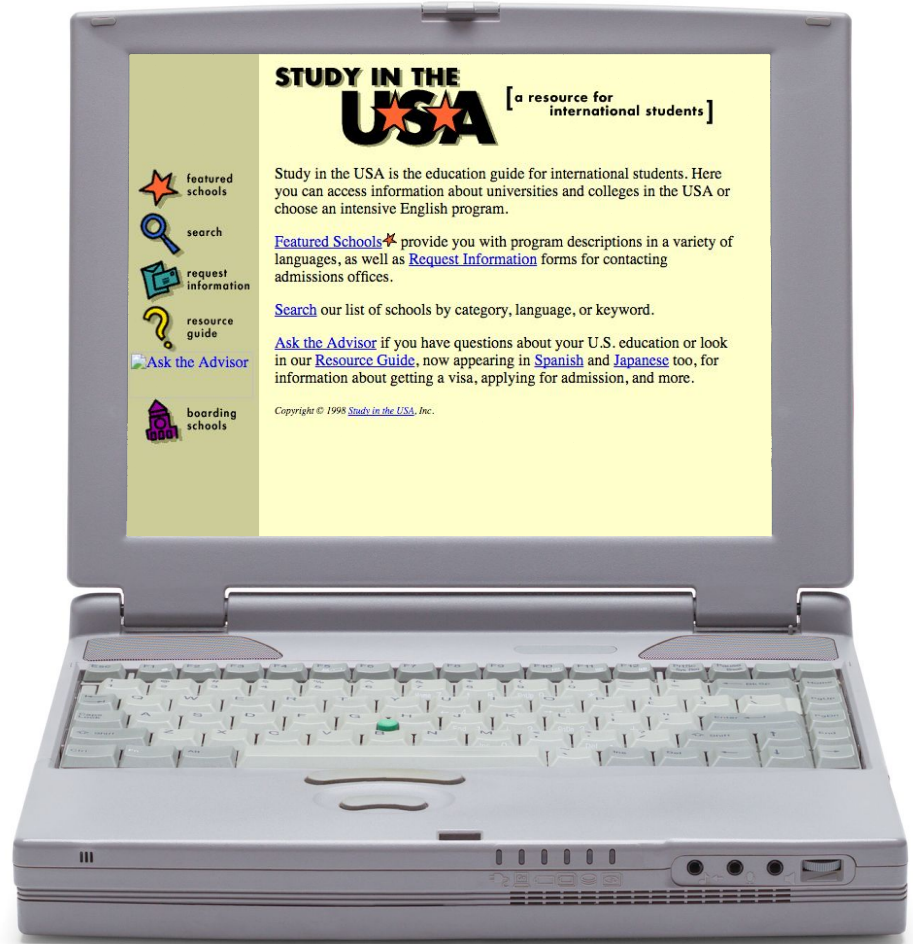 STUDY IN THE
USA
[a resource for
international students]
featured
schools
search
request
information
resource
guide
Ask the Advisor
boarding
schools
Study in the USA is the education guide for international students. Here
you can access information about universities and colleges in the USA or
choose an intensive English program.
Featured Schools provide you with program descriptions in a variety of
languages, as well as Request Information forms for contacting
admissions offices.
Search our list of schools by category, language, or keyword.
Ask the Advisor if you have questions about your U.S. education or look
in our Resource Guide, now appearing in Spanish and Japanese too, for
information about getting a visa, applying for admission, and more.
Copyright © 1998 Study in the USA, Inc.